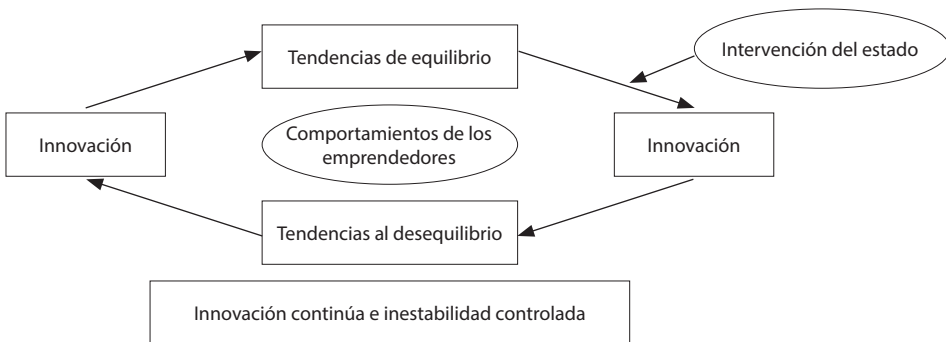 Tendencias de equilibrio
Intervención del estado
Innovación
Comportamientos de los
emprendedores
Innovación
Tendencias al desequilibrio
Innovación continúa e inestabilidad controlada